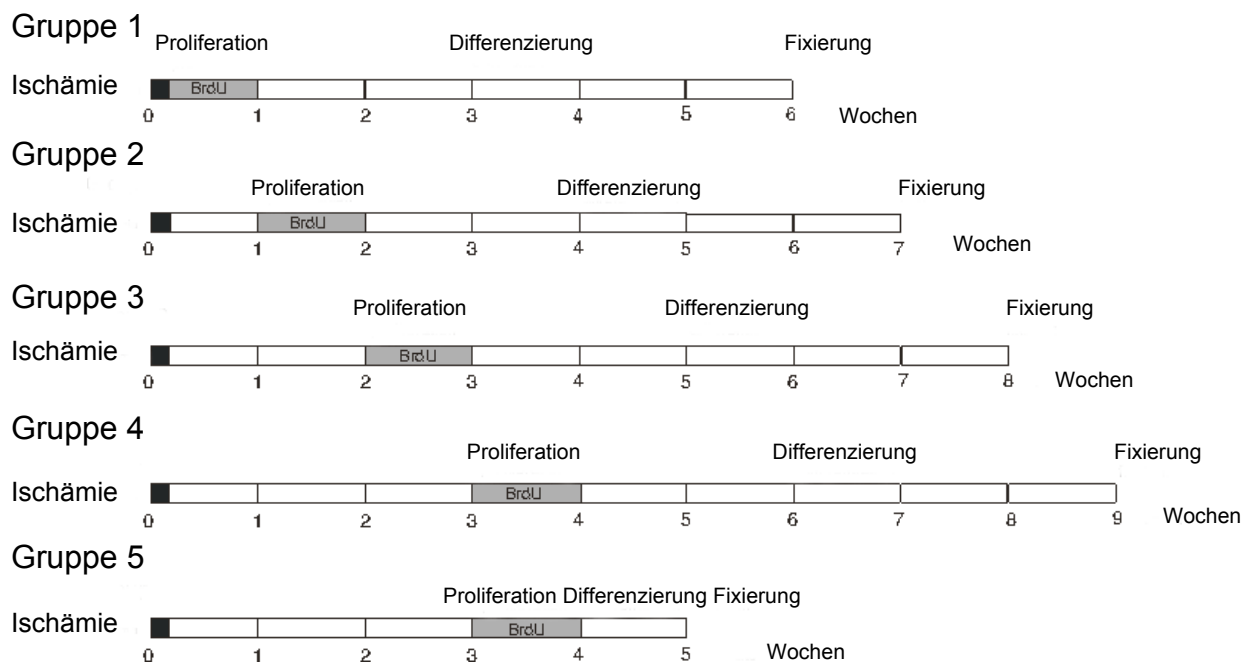 Gruppe 1
Proliferation Differenzierung Fixierung
Ischämie BrdU
0 1 2 3 4 5 6 Wochen
Gruppe 2
Proliferation Differenzierung Fixierung
Ischämie BrdU
0 1 2 3 4 5 6 7 Wochen
Gruppe 3
Proliferation Differenzierung Fixierung
Ischämie BrdU
0 1 2 3 4 5 6 7 8 Wochen
Gruppe 4
Proliferation Differenzierung Fixierung
Ischämie BrdU
0 1 2 3 4 5 6 7 8 9 Wochen
Gruppe 5
Proliferation Differenzierung Fixierung
Ischämie BrdU
0 1 2 3 4 5 Wochen